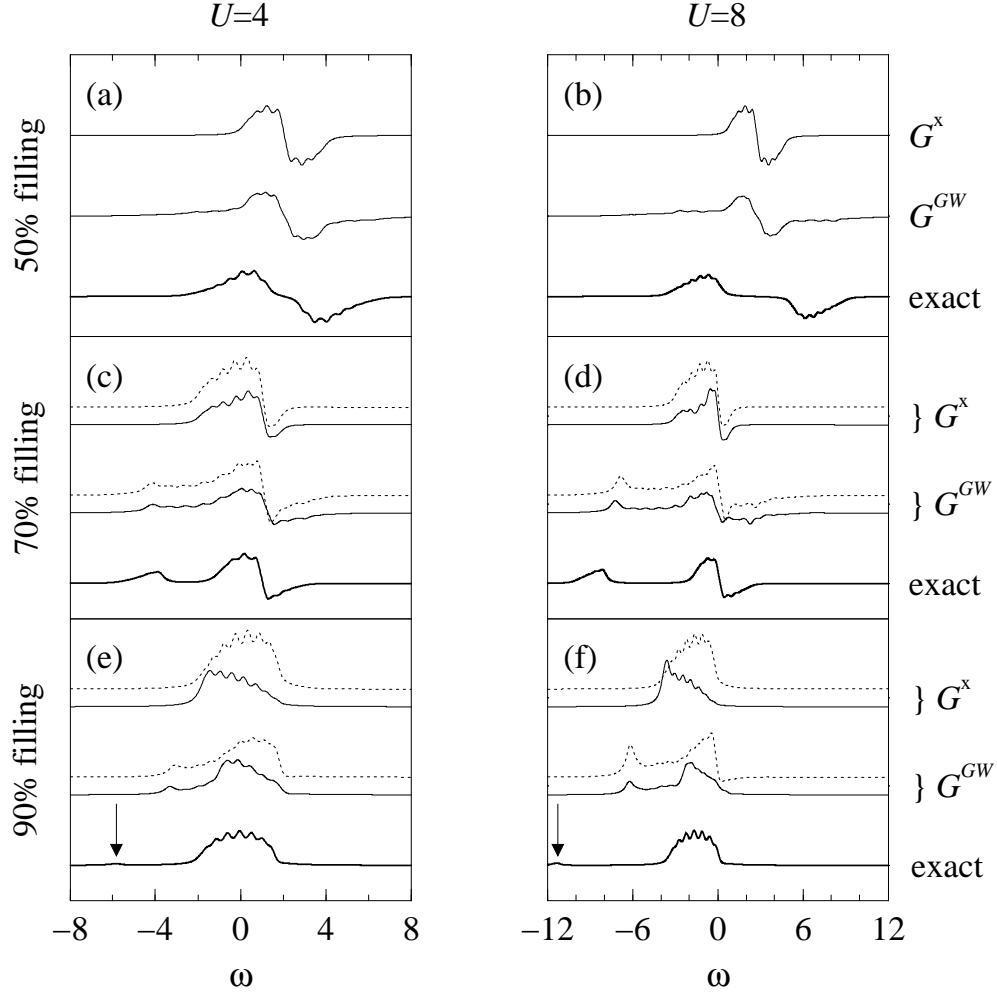 U=4 U=8
50% filling
(a) (b)
G^x
G^GW
exact
70% filling
(c) (d)
} G^x
} G^GW
exact
90% filling
(e) (f)
} G^x
} G^GW
exact
−8 −4 0 4 8 −12 −6 0 6 12
ω ω